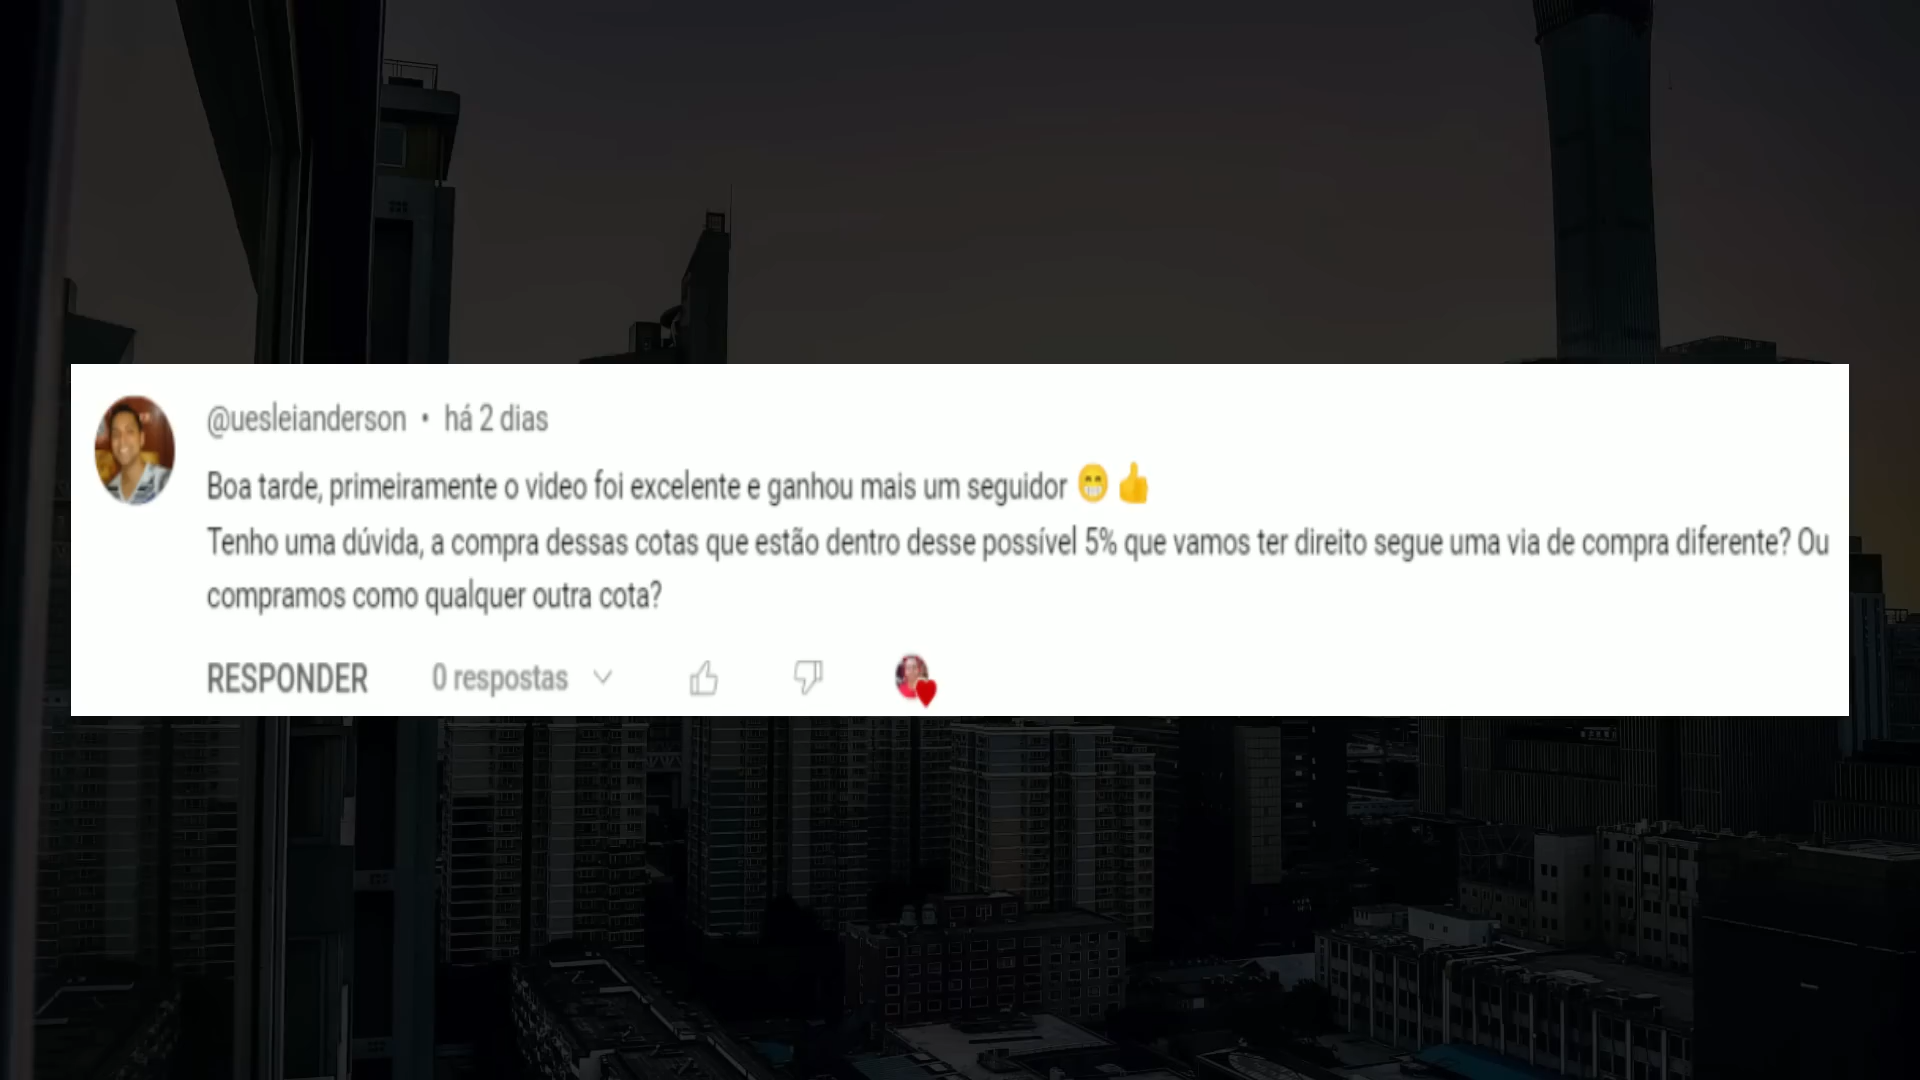 @uesleianderson • há 2 dias
Boa tarde, primeiramente o video foi excelente e ganhou mais um seguidor 😁👍
Tenho uma dúvida, a compra dessas cotas que estão dentro desse possível 5% que vamos ter direito segue uma via de compra diferente? Ou
compramos como qualquer outra cota?
RESPONDER 0 respostas